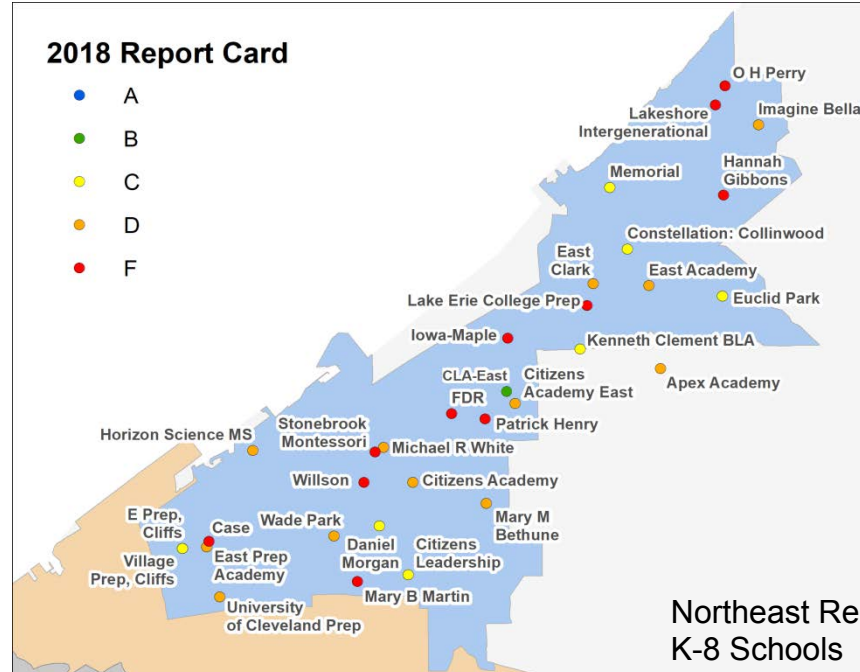 2018 Report Card
A
B
C
D
F
O H Perry
Lakeshore
Intergenerational
Imagine Bella
Memorial
Hannah
Gibbons
Constellation: Collinwood
East
Clark
East Academy
Lake Erie College Prep
Euclid Park
Iowa-Maple
Kenneth Clement BLA
CLA-East
Citizens
Academy East
Apex Academy
FDR
Patrick Henry
Stonebrook
Montessori
Horizon Science MS
Michael R White
Willson
Citizens Academy
E Prep,
Cliffs
Case
Wade Park
Mary M
Bethune
Village
Prep, Cliffs
East Prep
Academy
Daniel
Morgan
Citizens
Leadership
Mary B Martin
University
of Cleveland Prep
Northeast Re
K-8 Schools